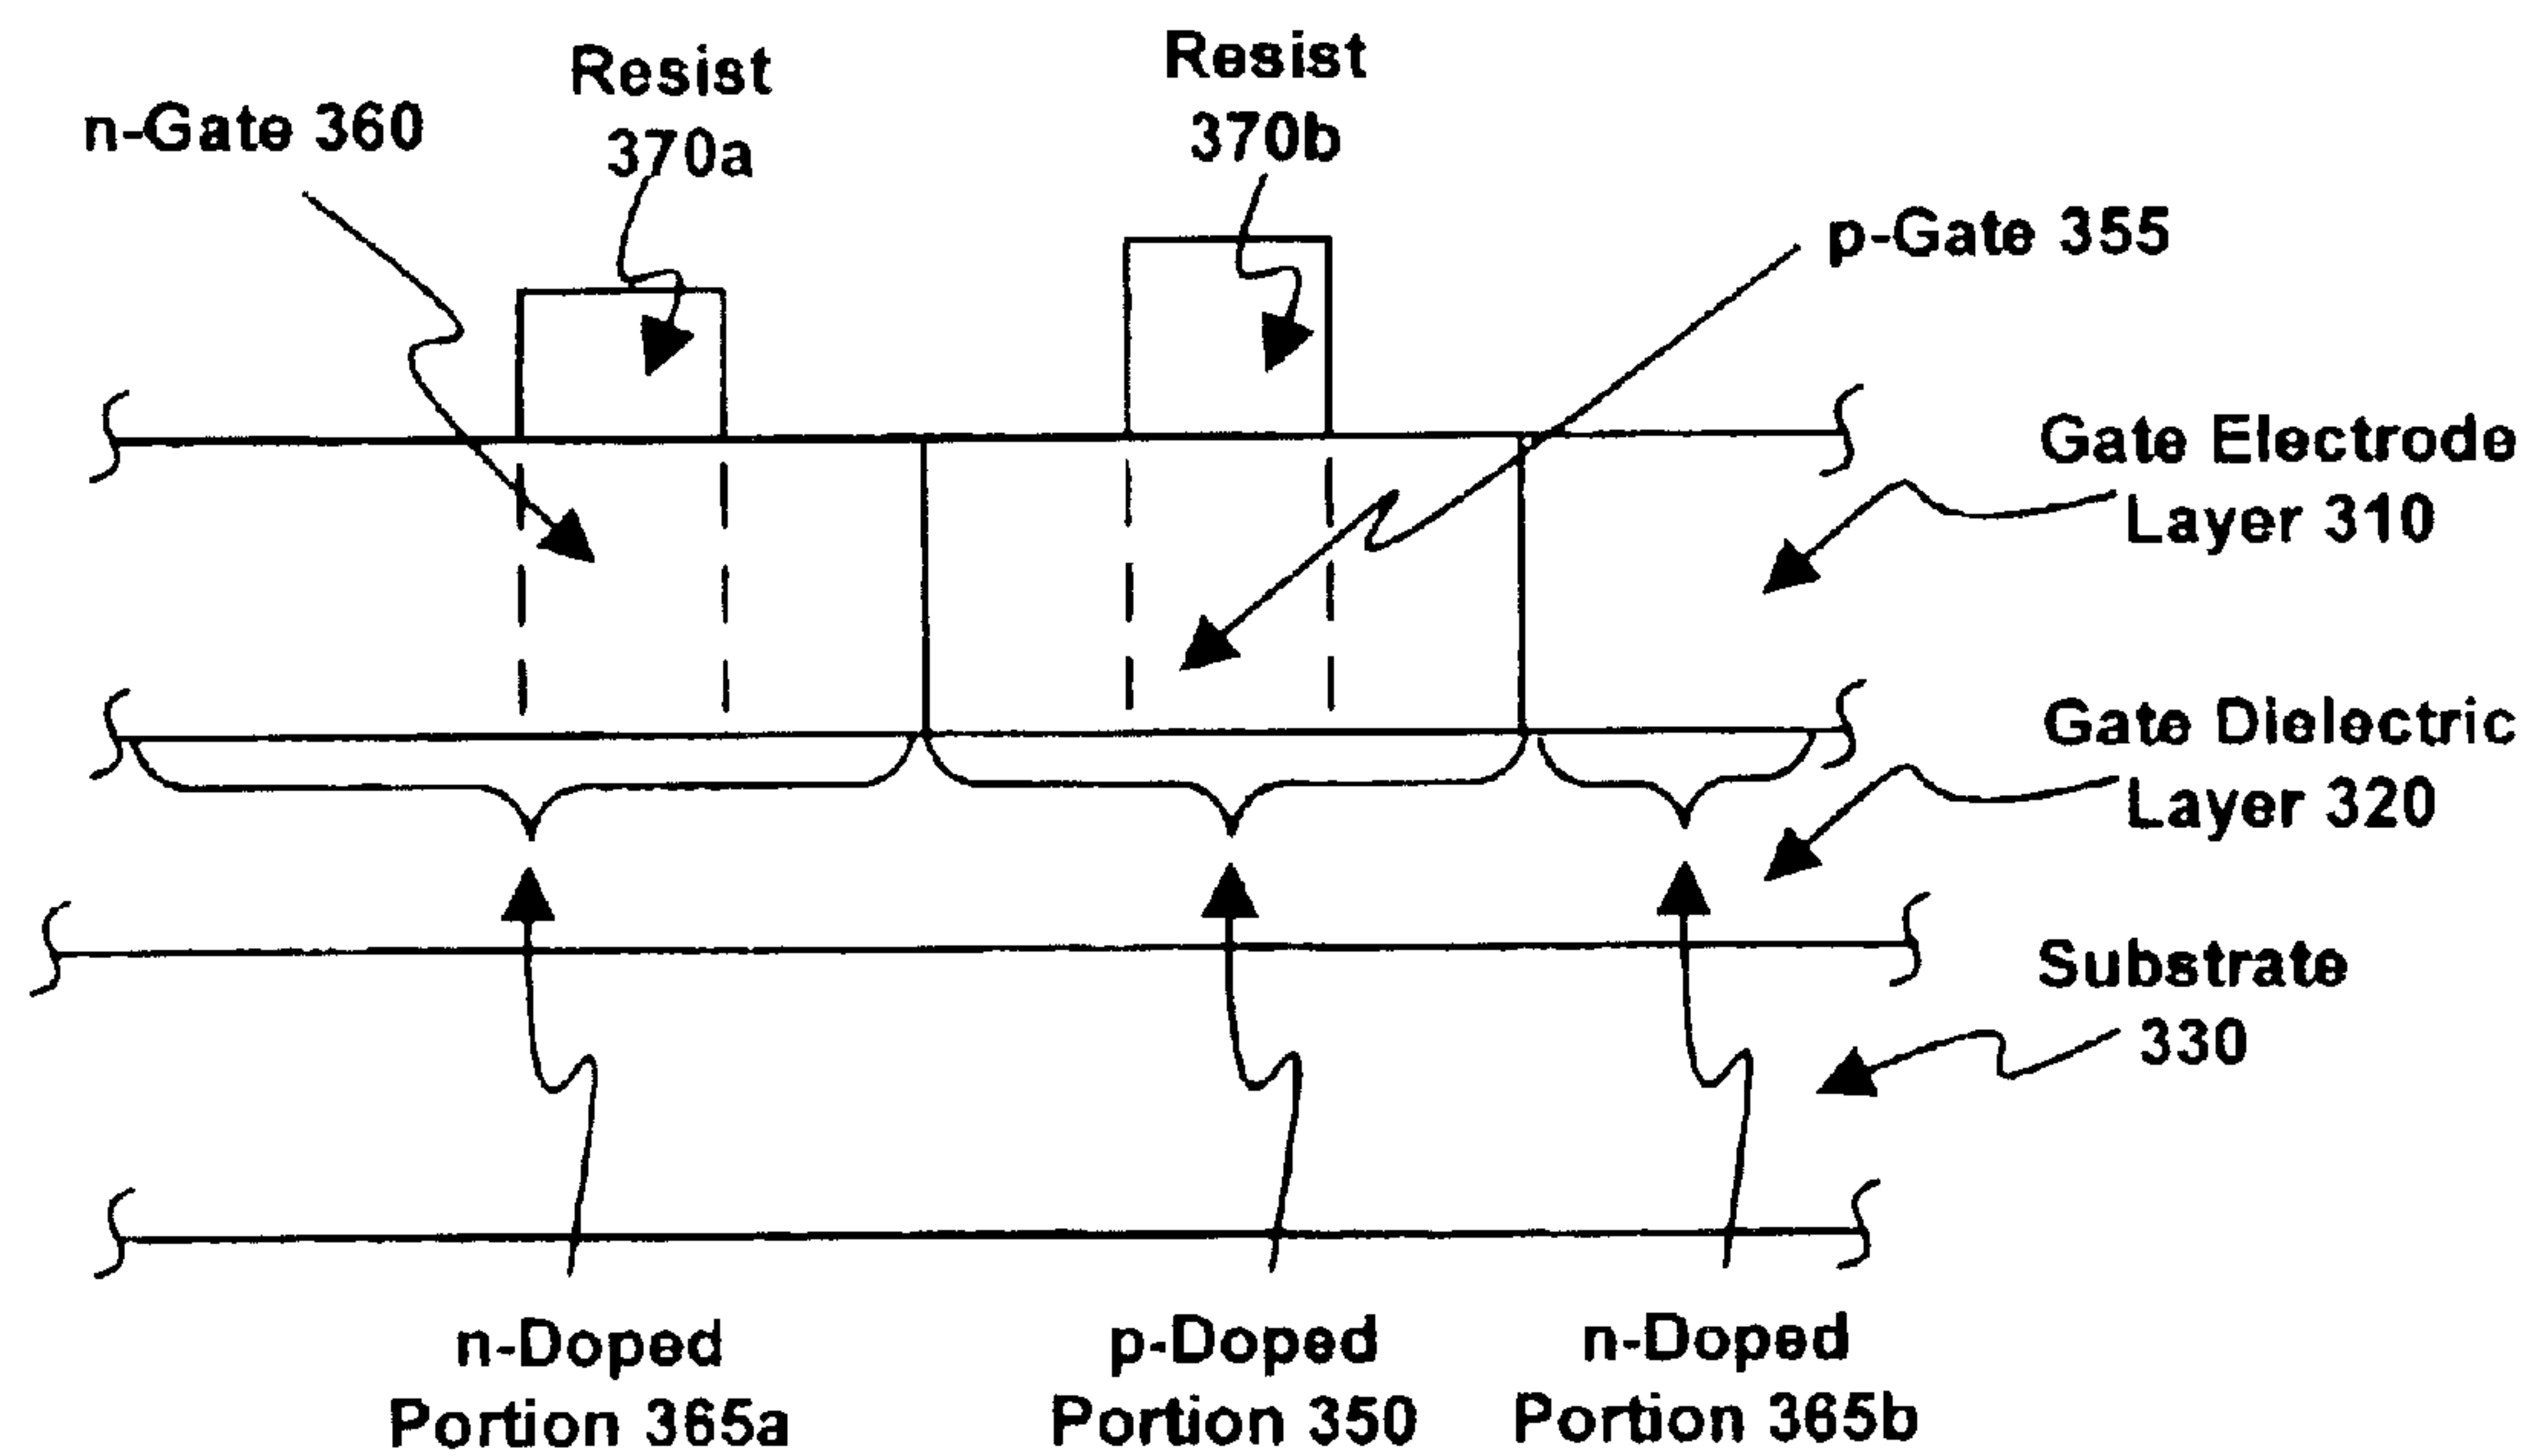 Resist
370a
Resist
370b
n-Gate 360
p-Gate 355
Gate Electrode
Layer 310
Gate Dielectric
Layer 320
Substrate
330
n-Doped
Portion 365a
p-Doped
Portion 350
n-Doped
Portion 365b